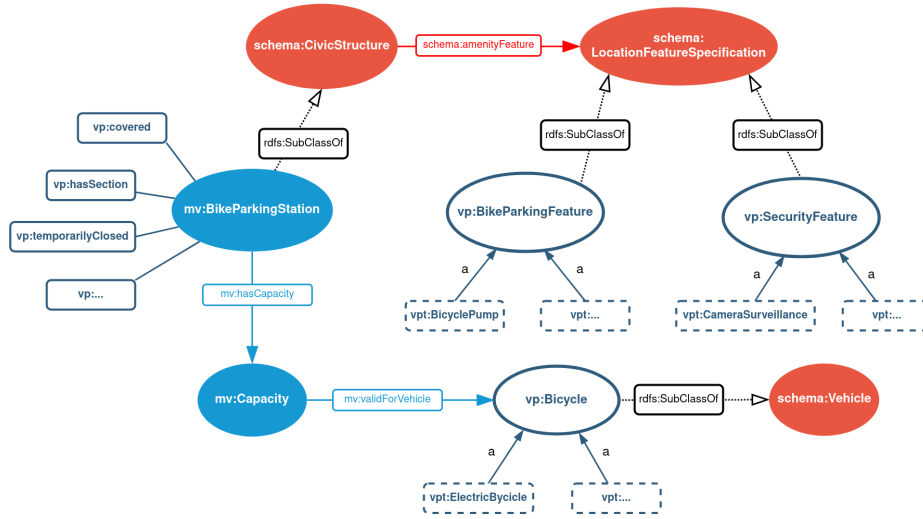 schema:CivicStructure
schema:amenityFeature
schema:
LocationFeatureSpecification
vp:covered
rdfs:SubClassOf
rdfs:SubClassOf
rdfs:SubClassOf
vp:hasSection
mv:BikeParkingStation
vp:BikeParkingFeature
vp:SecurityFeature
vp:temporarilyClosed
a
a
a
a
vp:...
mv:hasCapacity
vpt:BicyclePump
vpt:...
vpt:CameraSurveillance
vpt:...
mv:Capacity
mv:validForVehicle
vp:Bicycle
rdfs:SubClassOf
schema:Vehicle
a
a
vpt:ElectricBycicle
vpt:...